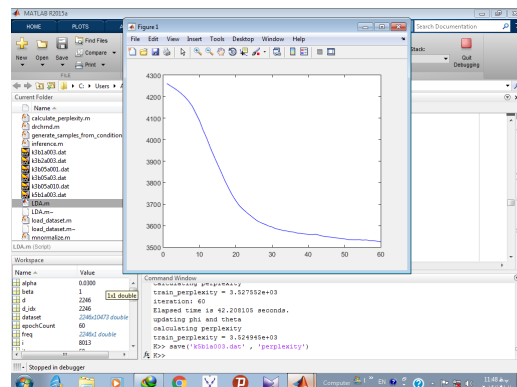 MATLAB R2015a
HOME
PLOTS
Search Documentation
New
Open
Save
Find Files
Compare
Print
FILE
Stack:
Quit
Debugging
Figure 1
File Edit View Insert Tools Desktop Window Help
4300
4200
4100
4000
3900
3800
3700
3600
3500
0 10 20 30 40 50 60
C: ▸ Users ▸
Current Folder
Name
calculate_perplexity.m
drchrnd.m
generate_samples_from_condition
inference.m
k3b1a003.dat
k3b2a003.dat
k3b05a001.dat
k3b05a03.dat
k3b05a010.dat
k5b1a003.dat
LDA.m
LDA.m~
load_dataset.m
load_dataset.m~
mnormalize.m
LDA.m (Script)
Workspace
Name
Value
alpha 0.0300
beta 1
1x1 double
d 2246
d_idx 2246
dataset 2246x10473 double
epochCount 60
freq 2246x1 double
i 8013
Command Window
calculating perplexity
train_perplexity = 3.527552e+03
iteration: 60
Elapsed time is 42.208105 seconds.
updating phi and theta
calculating perplexity
train_perplexity = 3.524945e+03
K>> save('k5b1a003.dat' , 'perplexity')
fx K>>
Stopped in debugger
Computer
EN